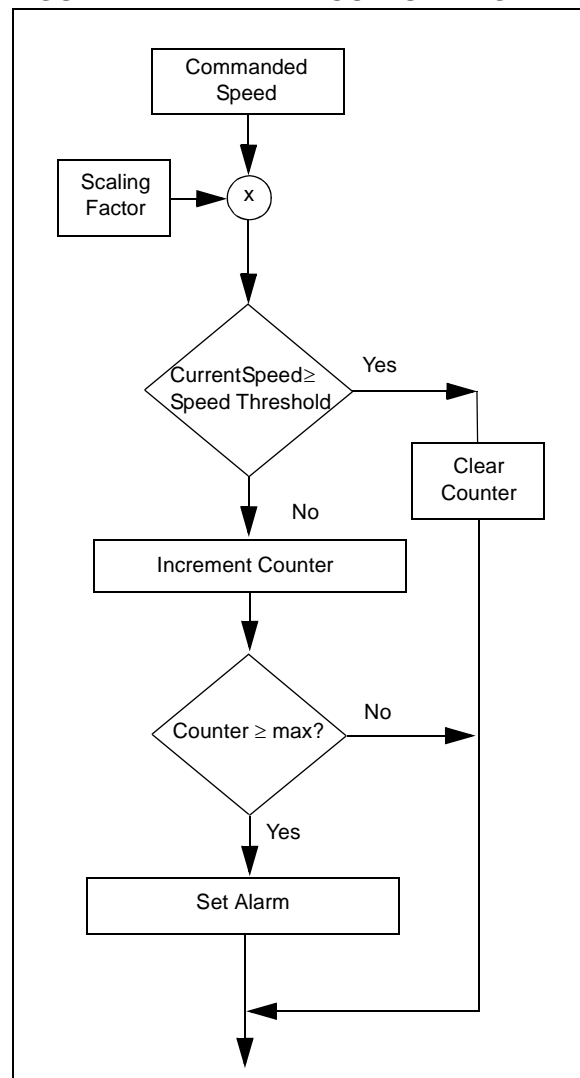 Commanded
Speed
Scaling
Factor
x
CurrentSpeed≥
Speed Threshold
Yes
Clear
Counter
No
Increment Counter
Counter ≥ max?
No
Yes
Set Alarm